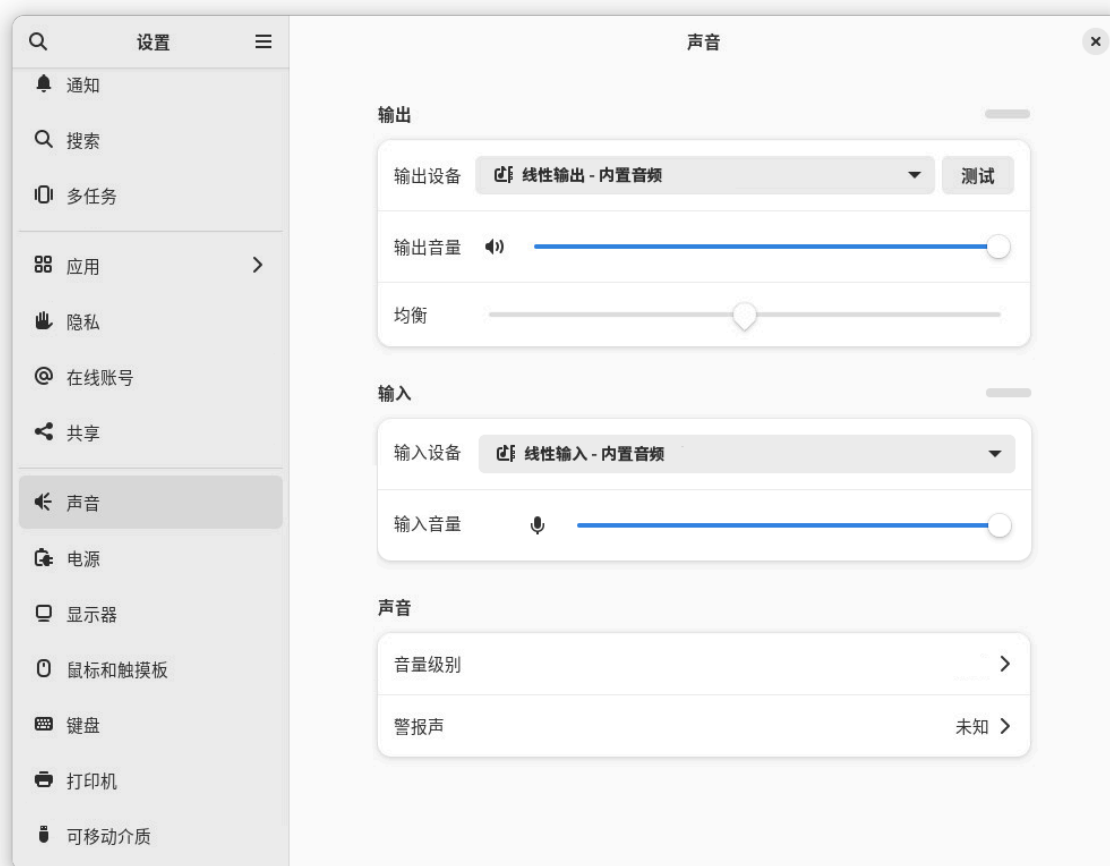 设置
通知
搜索
多任务
应用
隐私
在线账号
共享
声音
电源
显示器
鼠标和触摸板
键盘
打印机
可移动介质
声音
输出
输出设备 线性输出 - 内置音频 测试
输出音量
均衡
输入
输入设备 线性输入 - 内置音频
输入音量
声音
音量级别
警报声 未知